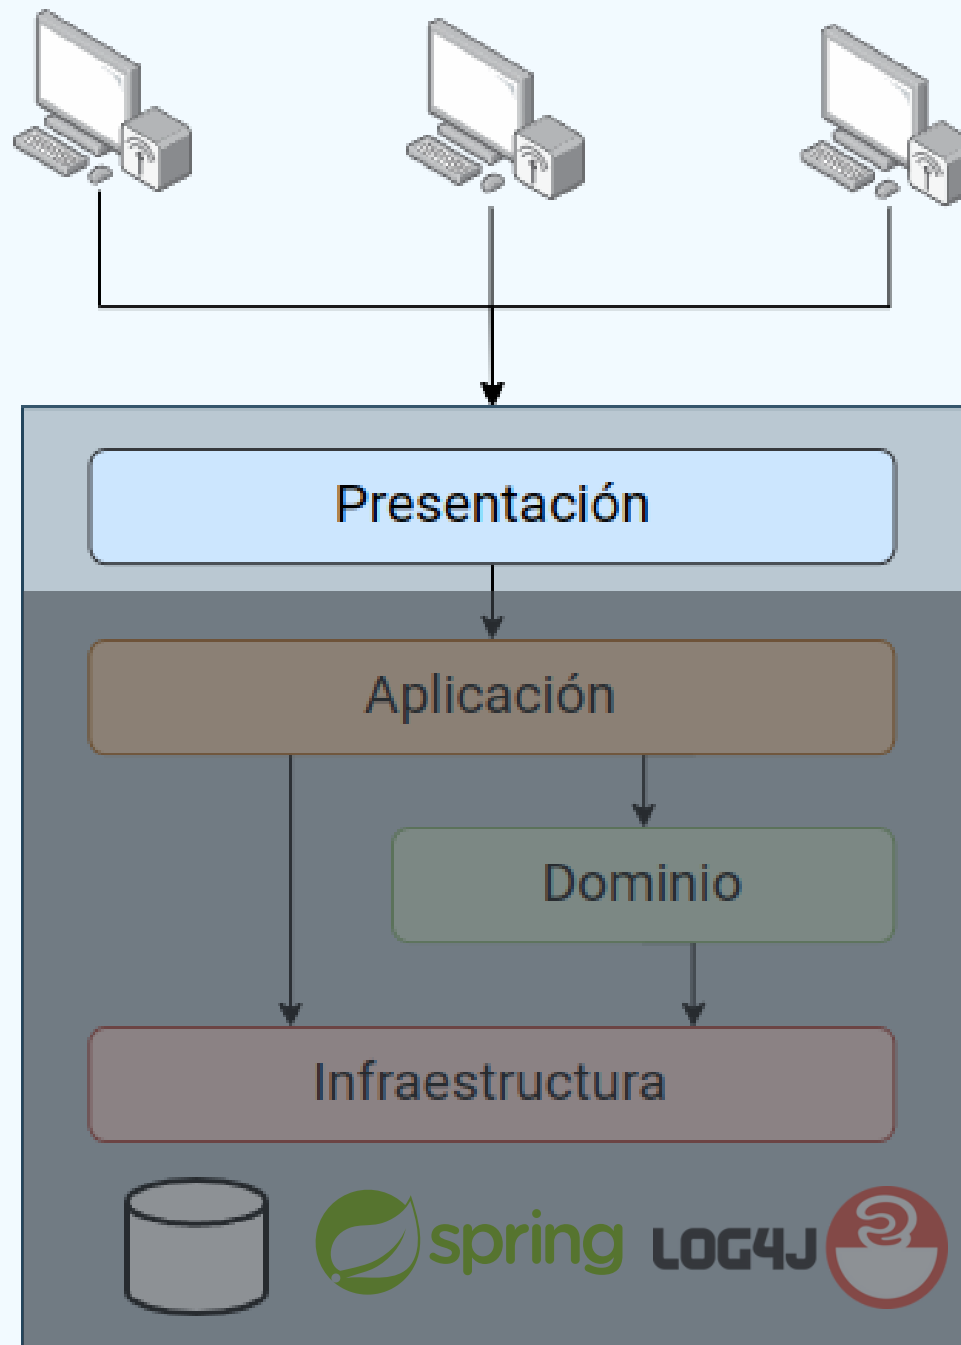 Presentación
Aplicación
Dominio
Infraestructura
spring LOG4J